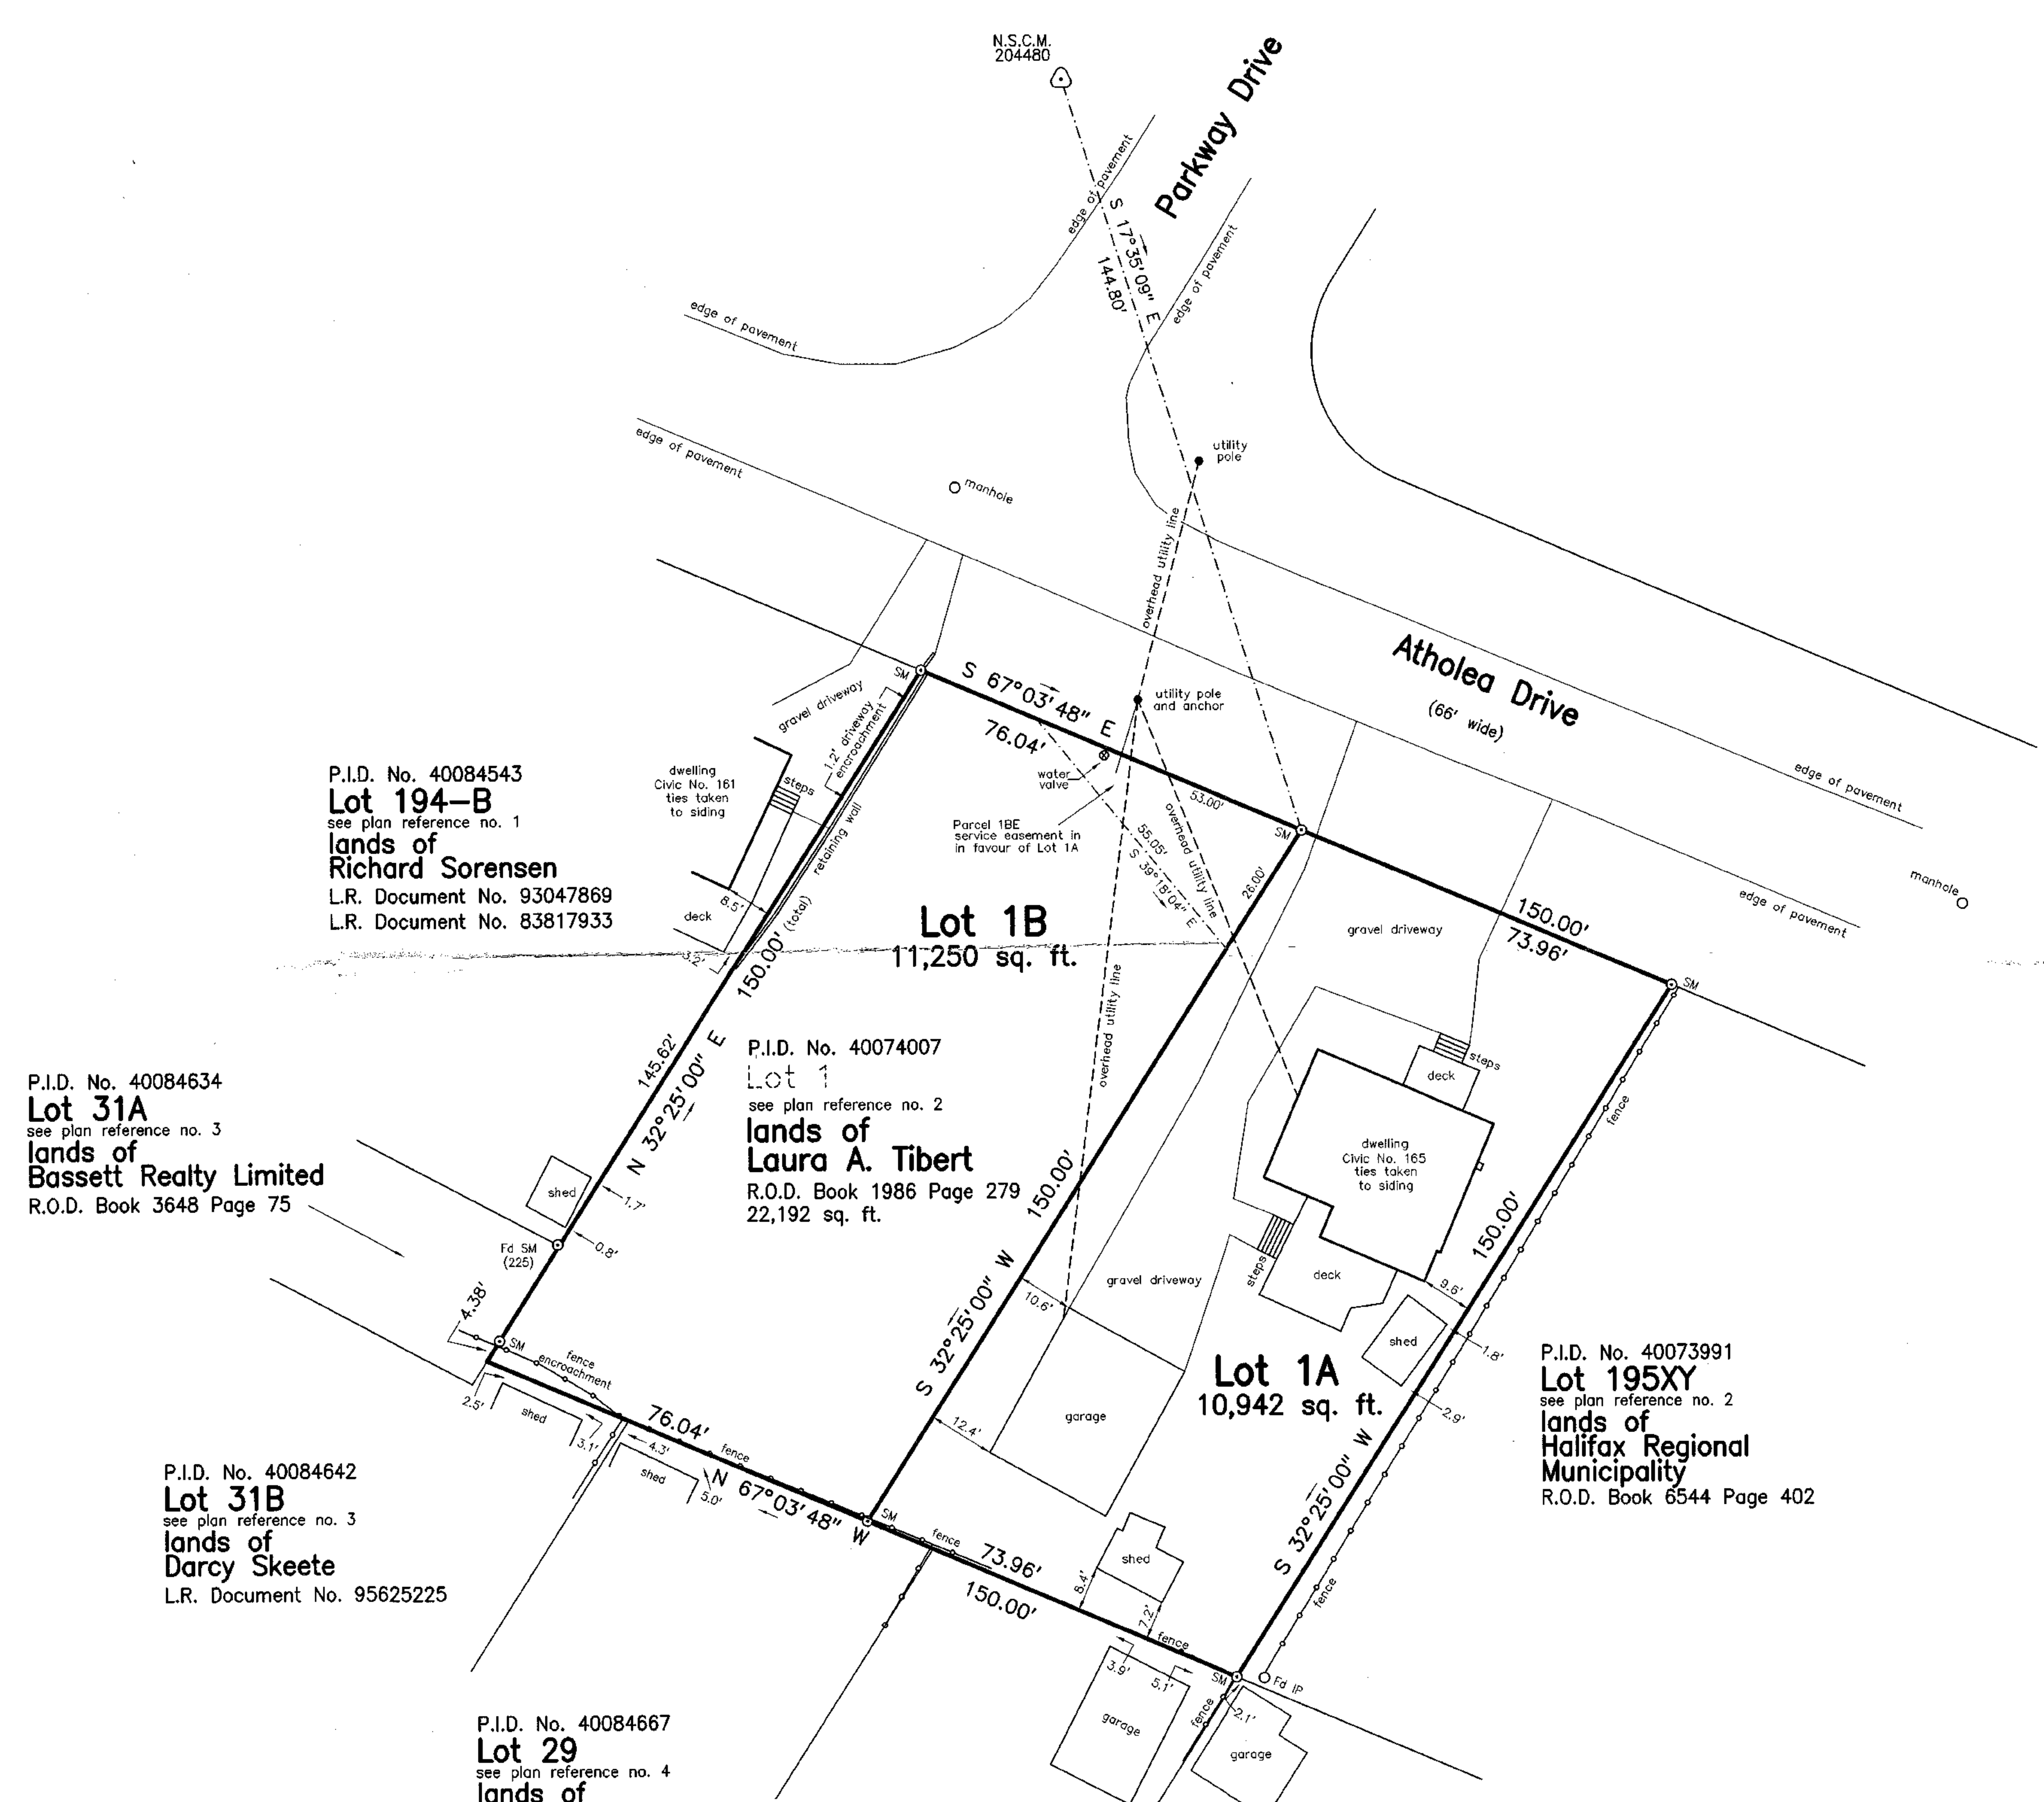 N.S.C.M.
204480
Parkway Drive
edge of pavement
S 17°35'09" E
144.80'
edge of pavement
edge of pavement
edge of pavement
utility
pole
manhole
overhead utility line
Atholea Drive
(66' wide)
edge of pavement
edge of pavement
manhole
SM
S 67°03'48" E
76.04'
utility pole
and anchor
water
valve
53.00'
SM
Parcel 1BE
service easement in
in favour of Lot 1A
55.05'
S 39°18'04" E
overhead utility line
26.00'
gravel driveway
1.2' driveway
encroachment
dwelling
Civic No. 161
ties taken
to siding
steps
retaining wall
8.5'
deck
3.2'
150.00' (total)
P.I.D. No. 40084543
Lot 194-B
see plan reference no. 1
lands of
Richard Sorensen
L.R. Document No. 93047869
L.R. Document No. 83817933
Lot 1B
11,250 sq. ft.
gravel driveway
150.00'
73.96'
SM
overhead utility line
145.62'
N 32°25'00" E
P.I.D. No. 40074007
Lot 1
see plan reference no. 2
lands of
Laura A. Tibert
R.O.D. Book 1986 Page 279
22,192 sq. ft.
P.I.D. No. 40084634
Lot 31A
see plan reference no. 3
lands of
Bassett Realty Limited
R.O.D. Book 3648 Page 75
shed
1.7'
0.8'
Fd SM
(225)
4.38'
SM
fence
encroachment
150.00'
S 32°25'00" W
steps
deck
dwelling
Civic No. 165
ties taken
to siding
fence
150.00'
steps
deck
gravel driveway
10.6'
9.6'
shed
1.8'
2.9'
garage
12.4'
Lot 1A
10,942 sq. ft.
P.I.D. No. 40073991
Lot 195XY
see plan reference no. 2
lands of
Halifax Regional
Municipality
R.O.D. Book 6544 Page 402
2.5'
shed
3.1'
76.04'
4.3'
fence
shed
5.0'
N 67°03'48" W
SM
fence
73.96'
150.00'
shed
8.4'
7.2'
fence
S 32°25'00" W
fence
SM
Fd IP
3.9'
5.1'
garage
fence
2.1'
garage
P.I.D. No. 40084642
Lot 31B
see plan reference no. 3
lands of
Darcy Skeete
L.R. Document No. 95625225
P.I.D. No. 40084667
Lot 29
see plan reference no. 4
lands of